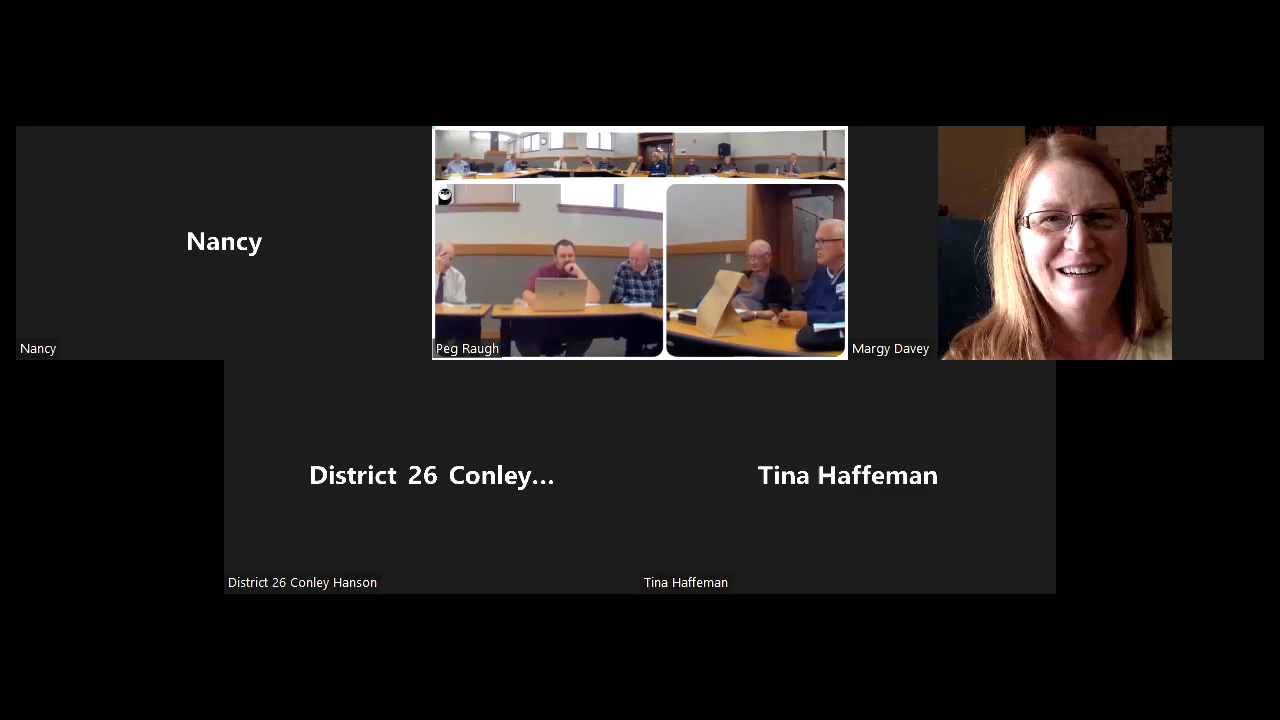 Nancy
Nancy
Peg Raugh
Margy Davey
District 26 Conley...
Tina Haffeman
District 26 Conley Hanson
Tina Haffeman